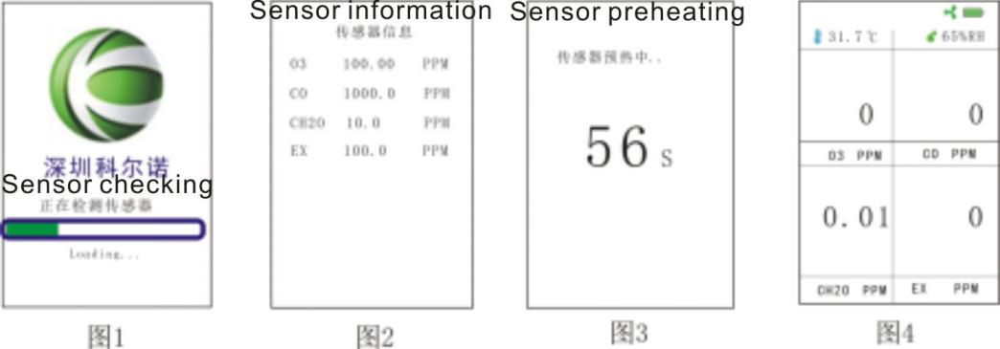 深圳科尔诺
Sensor checking
正在检测传感器
Loading...
图1
Sensor information
传感器信息
O3 100.00 PPM
CO 1000.0 PPM
CH2O 10.0 PPM
EX 100.0 PPM
图2
Sensor preheating
传感器预热中..
56 s
图3
31.7℃ 65%RH
0 0
O3 PPM CO PPM
0.01 0
CH2O PPM EX PPM
图4